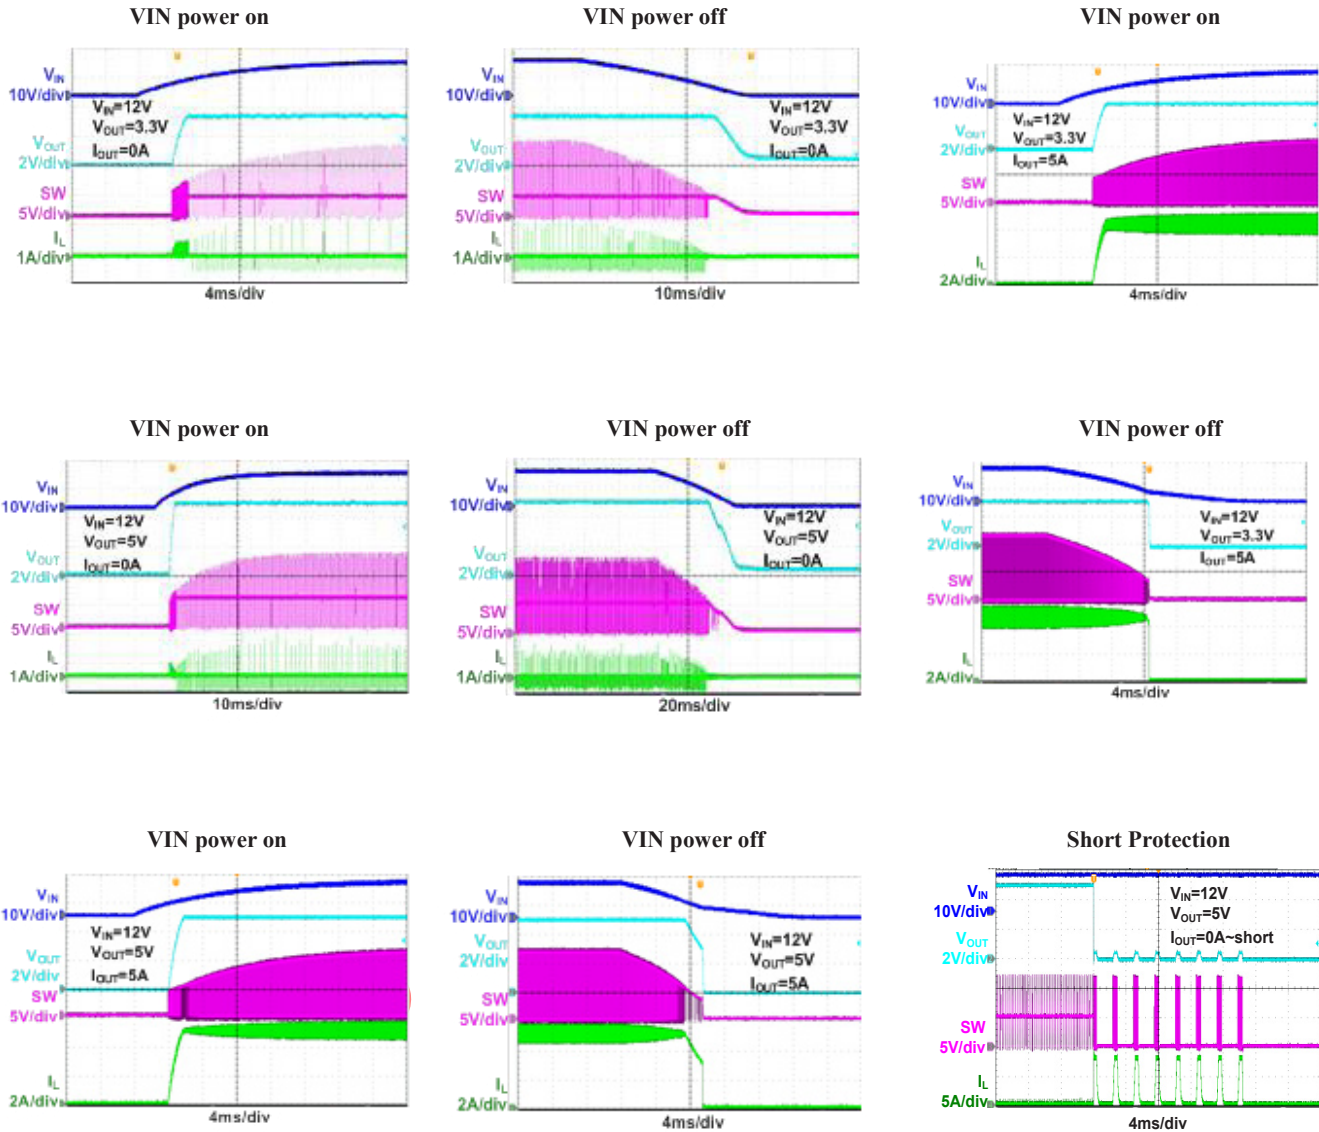 VIN power on
VIN power off
VIN power on
VIN
10V/div
VIN=12V
VOUT=3.3V
IOUT=0A
VOUT
2V/div
SW
5V/div
IL
1A/div
4ms/div
VIN
10V/div
VIN=12V
VOUT=3.3V
IOUT=0A
VOUT
2V/div
SW
5V/div
IL
1A/div
10ms/div
VIN
10V/div
VIN=12V
VOUT=3.3V
IOUT=5A
VOUT
2V/div
SW
5V/div
IL
2A/div
4ms/div
VIN power on
VIN power off
VIN power off
VIN
10V/div
VIN=12V
VOUT=5V
IOUT=0A
VOUT
2V/div
SW
5V/div
IL
1A/div
10ms/div
VIN
10V/div
VIN=12V
VOUT=5V
IOUT=0A
VOUT
2V/div
SW
5V/div
IL
1A/div
20ms/div
VIN
10V/div
VIN=12V
VOUT=3.3V
IOUT=5A
VOUT
2V/div
SW
5V/div
IL
2A/div
4ms/div
VIN power on
VIN power off
Short Protection
VIN
10V/div
VIN=12V
VOUT=5V
IOUT=5A
VOUT
2V/div
SW
5V/div
IL
2A/div
4ms/div
VIN
10V/div
VIN=12V
VOUT=5V
IOUT=5A
VOUT
2V/div
SW
5V/div
IL
2A/div
4ms/div
VIN
10V/div
VIN=12V
VOUT=5V
IOUT=0A~short
VOUT
2V/div
SW
5V/div
IL
5A/div
4ms/div